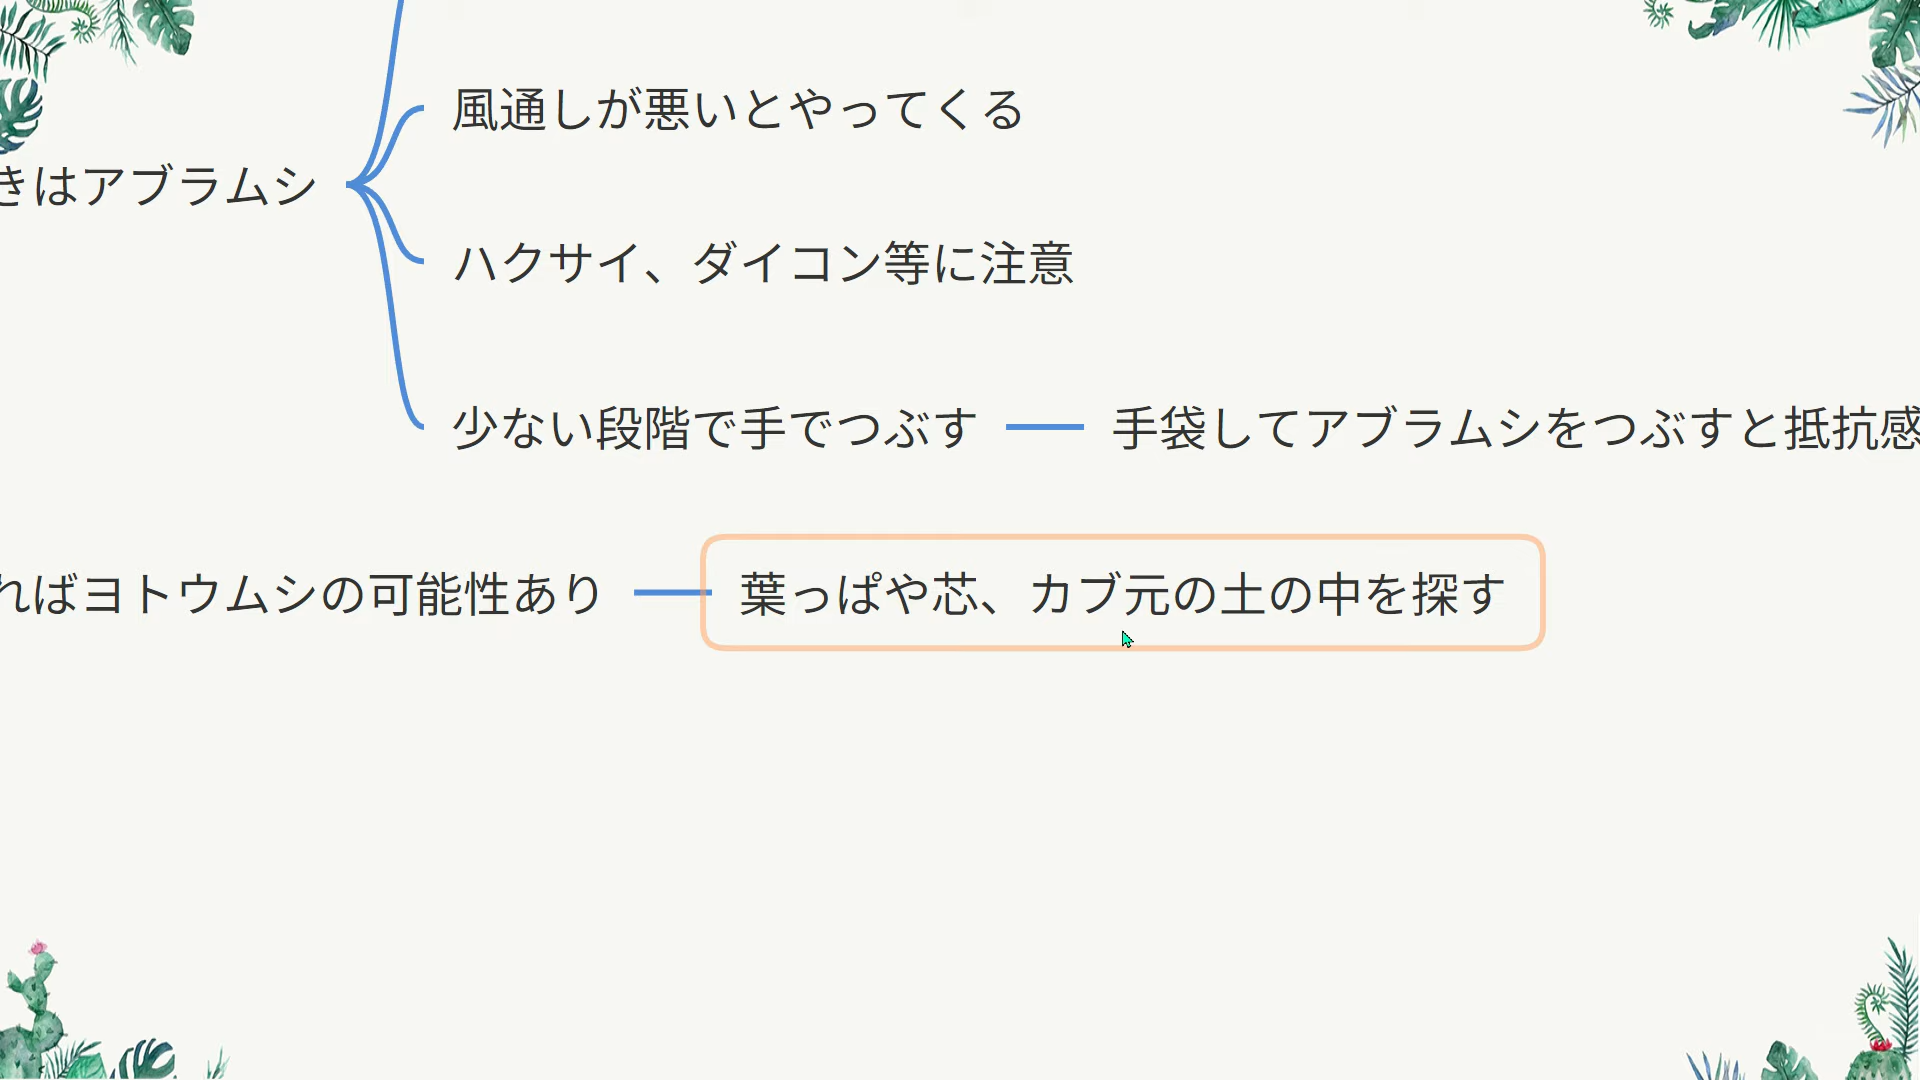 風通しが悪いとやってくる
きはアブラムシ
ハクサイ、ダイコン等に注意
少ない段階で手でつぶす
手袋してアブラムシをつぶすと抵抗感
ればヨトウムシの可能性あり
葉っぱや芯、カブ元の土の中を探す